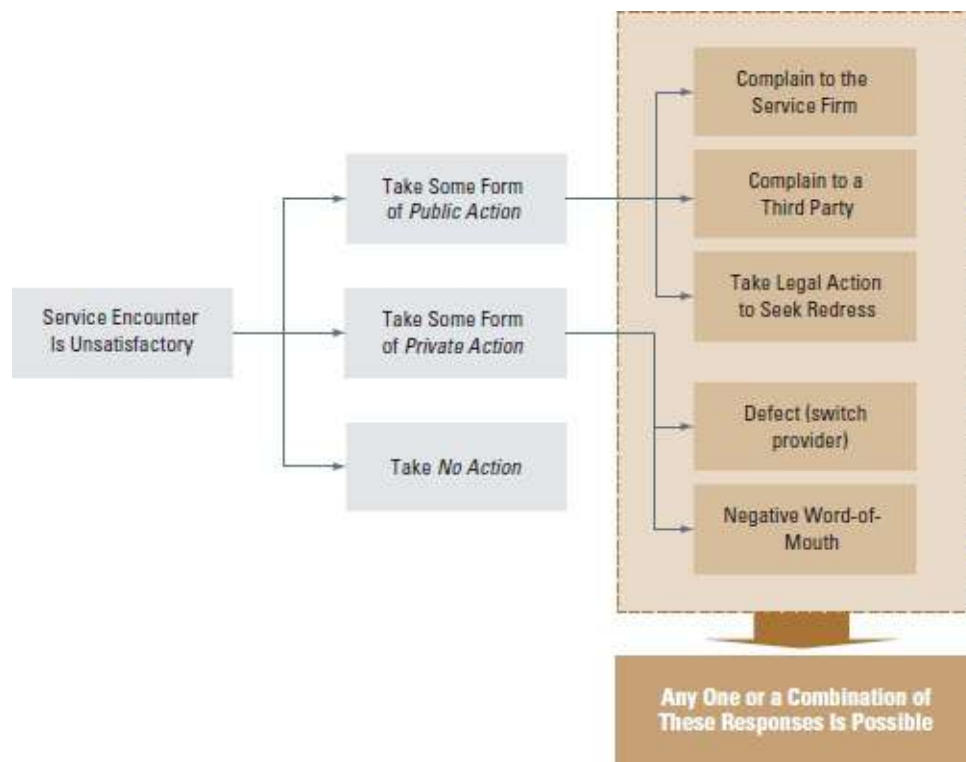 Service Encounter
Is Unsatisfactory
Take Some Form
of Public Action
Take Some Form
of Private Action
Take No Action
Complain to the
Service Firm
Complain to a
Third Party
Take Legal Action
to Seek Redress
Defect (switch
provider)
Negative Word-of-
Mouth
Any One or a Combination of
These Responses Is Possible